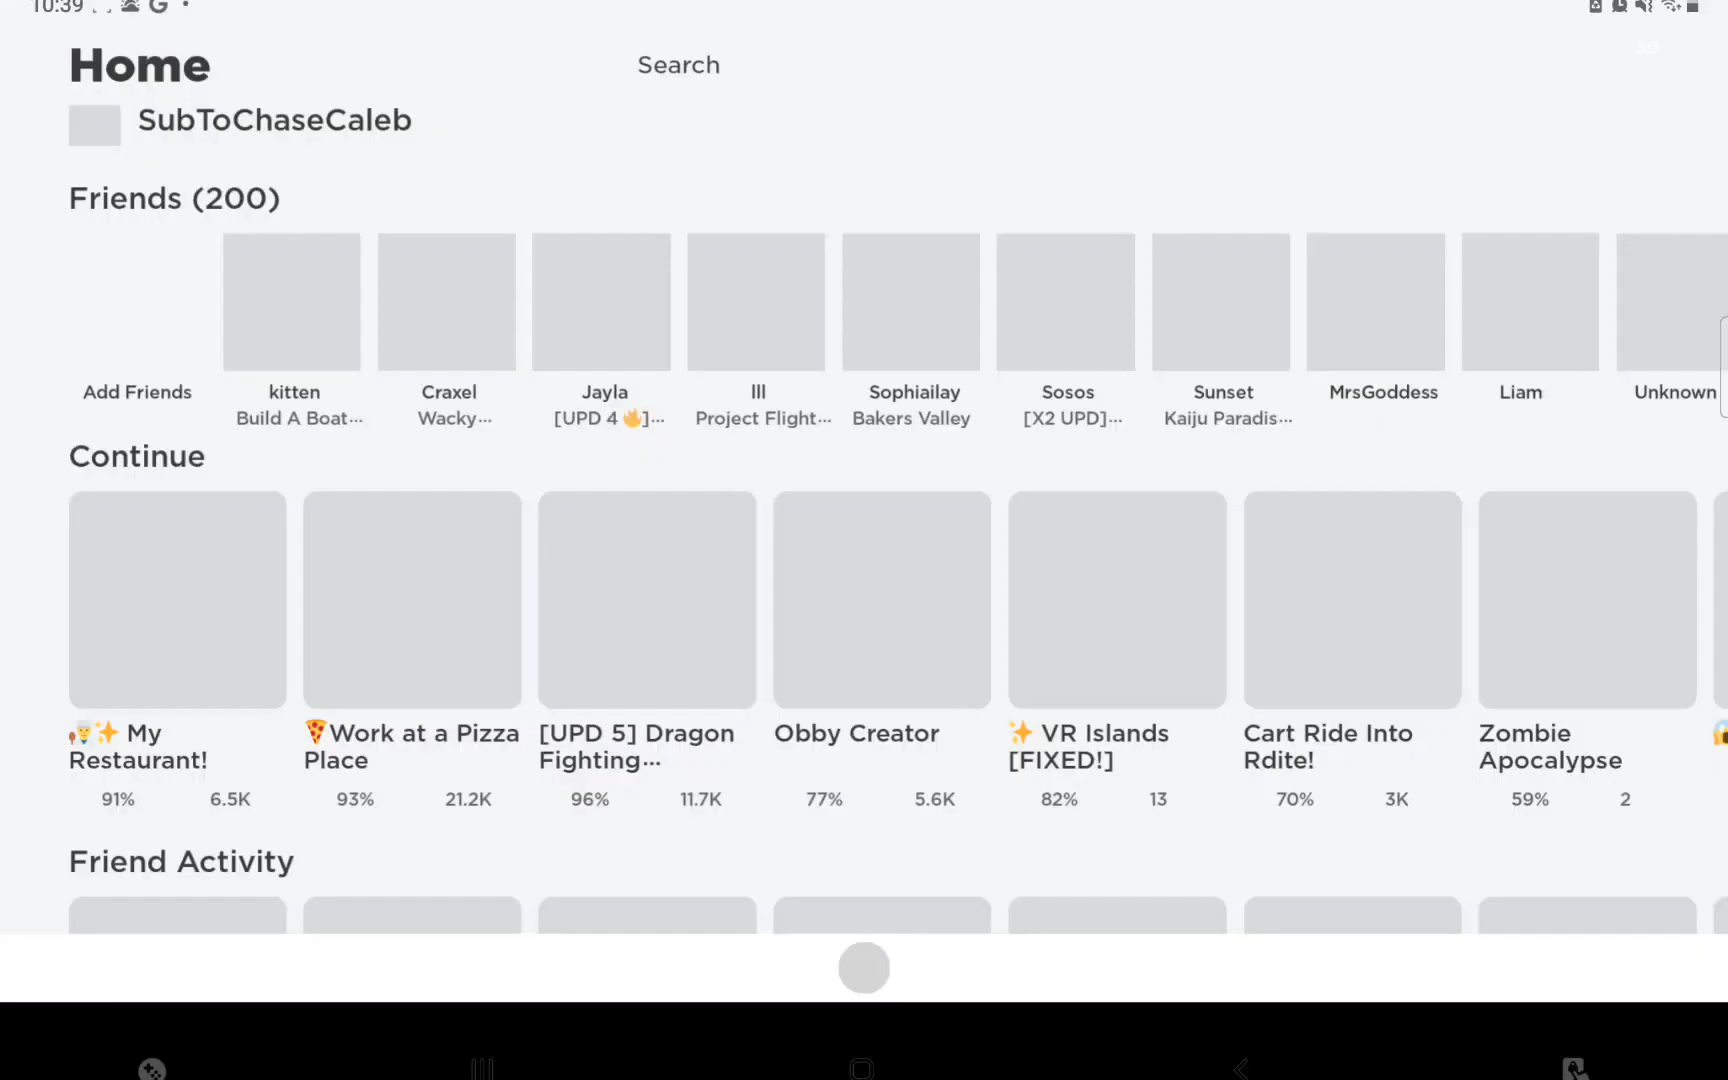 10:39
Home
Search
SubToChaseCaleb
Friends (200)
Add Friends
kitten
Craxel
Jayla
lll
Sophiailay
Sosos
Sunset
MrsGoddess
Liam
Unknown
Build A Boat...
Wacky...
[UPD 4 🔥]...
Project Flight...
Bakers Valley
[X2 UPD]...
Kaiju Paradis...
Continue
👨‍🍳✨ My
Restaurant!
🍕Work at a Pizza
Place
[UPD 5] Dragon
Fighting...
Obby Creator
✨ VR Islands
[FIXED!]
Cart Ride Into
Rdite!
Zombie
Apocalypse
91% 6.5K
93% 21.2K
96% 11.7K
77% 5.6K
82% 13
70% 3K
59% 2
Friend Activity